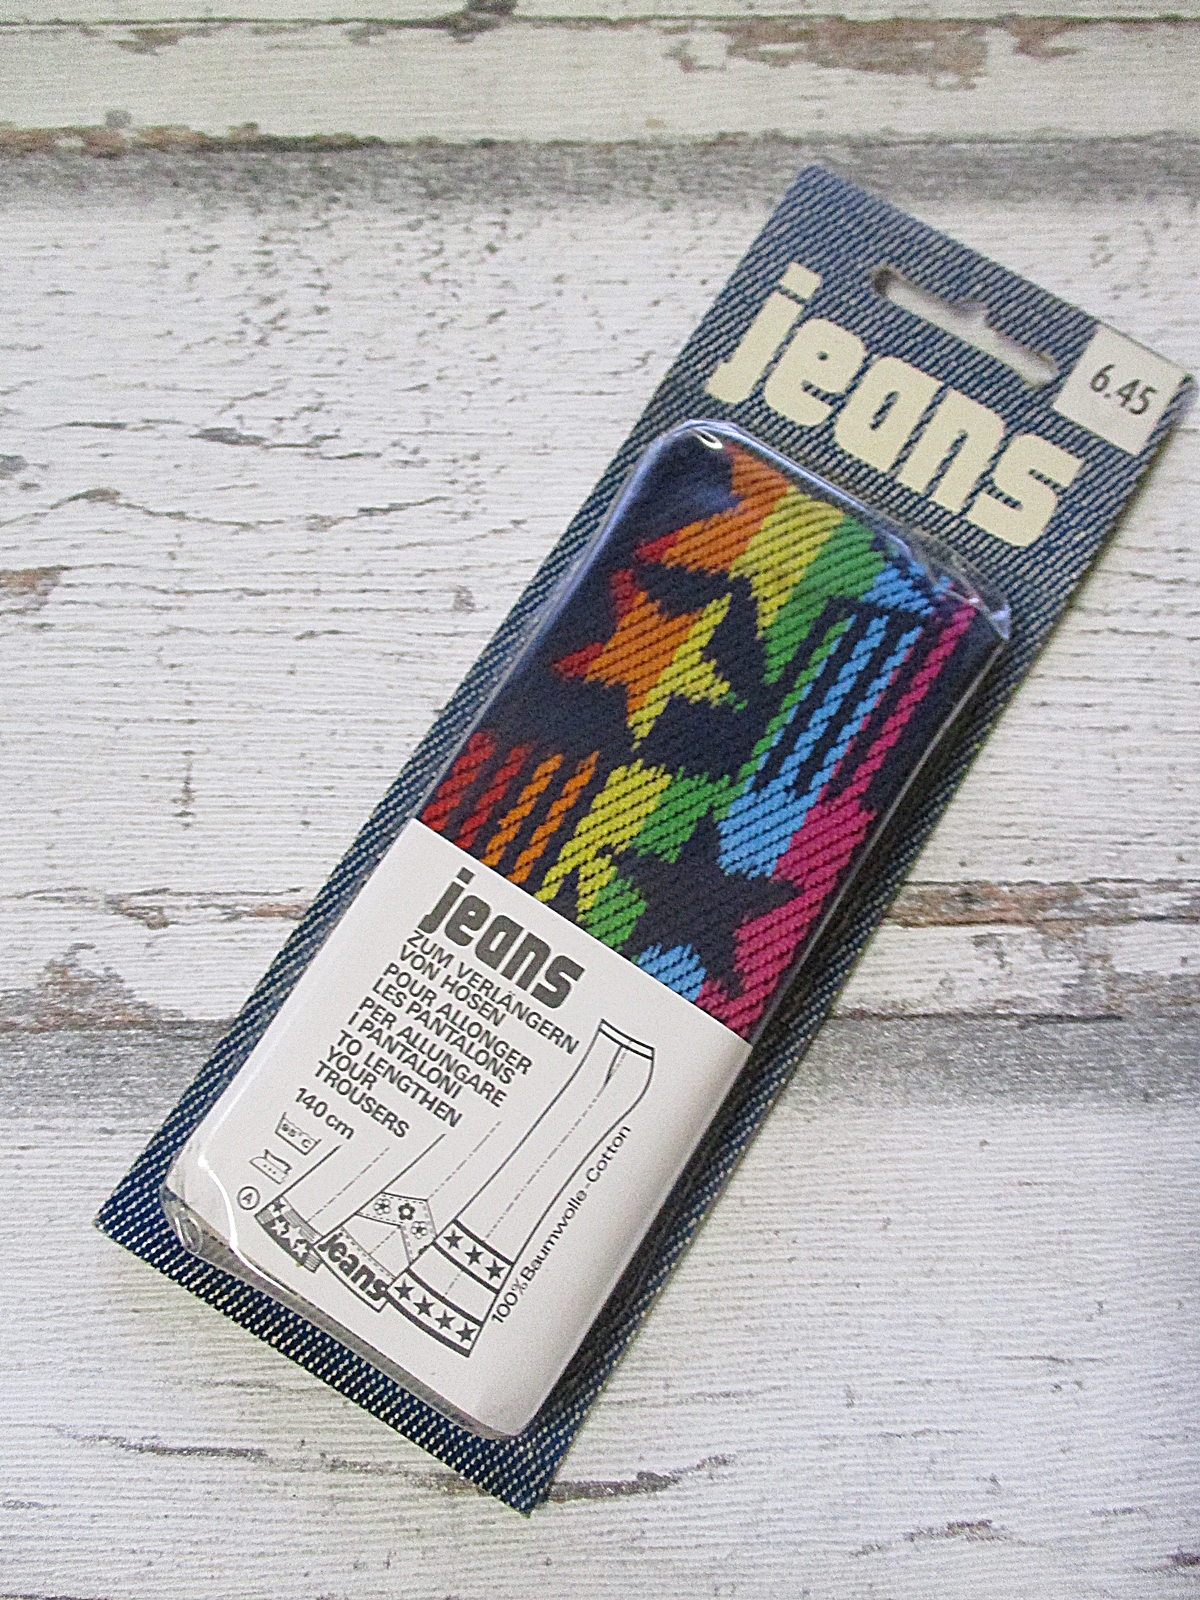 jeans
6.45
jeans
ZUM VERLÄNGERN
VON HOSEN
POUR ALLONGER
LES PANTALONS
PER ALLUNGARE
I PANTALONI
TO LENGTHEN
YOUR
TROUSERS
140 cm
95°C
A
jeans
100% Baumwolle-Cotton